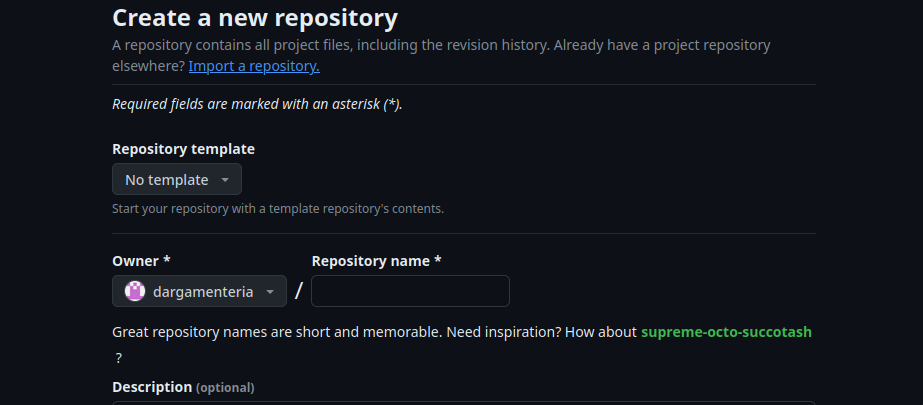 Create a new repository
A repository contains all project files, including the revision history. Already have a project repository
elsewhere? Import a repository.
Required fields are marked with an asterisk (*).
Repository template
No template
Start your repository with a template repository's contents.
Owner * Repository name *
dargamenteria /
Great repository names are short and memorable. Need inspiration? How about supreme-octo-succotash
?
Description (optional)